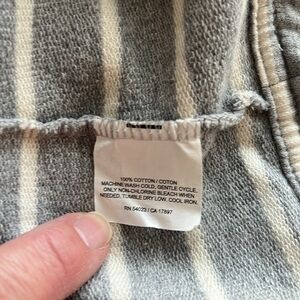 100% COTTON / COTON
MACHINE WASH COLD, GENTLE CYCLE.
ONLY NON-CHLORINE BLEACH WHEN
NEEDED, TUMBLE DRY LOW, COOL IRON.
RN 54023 / CA 17897